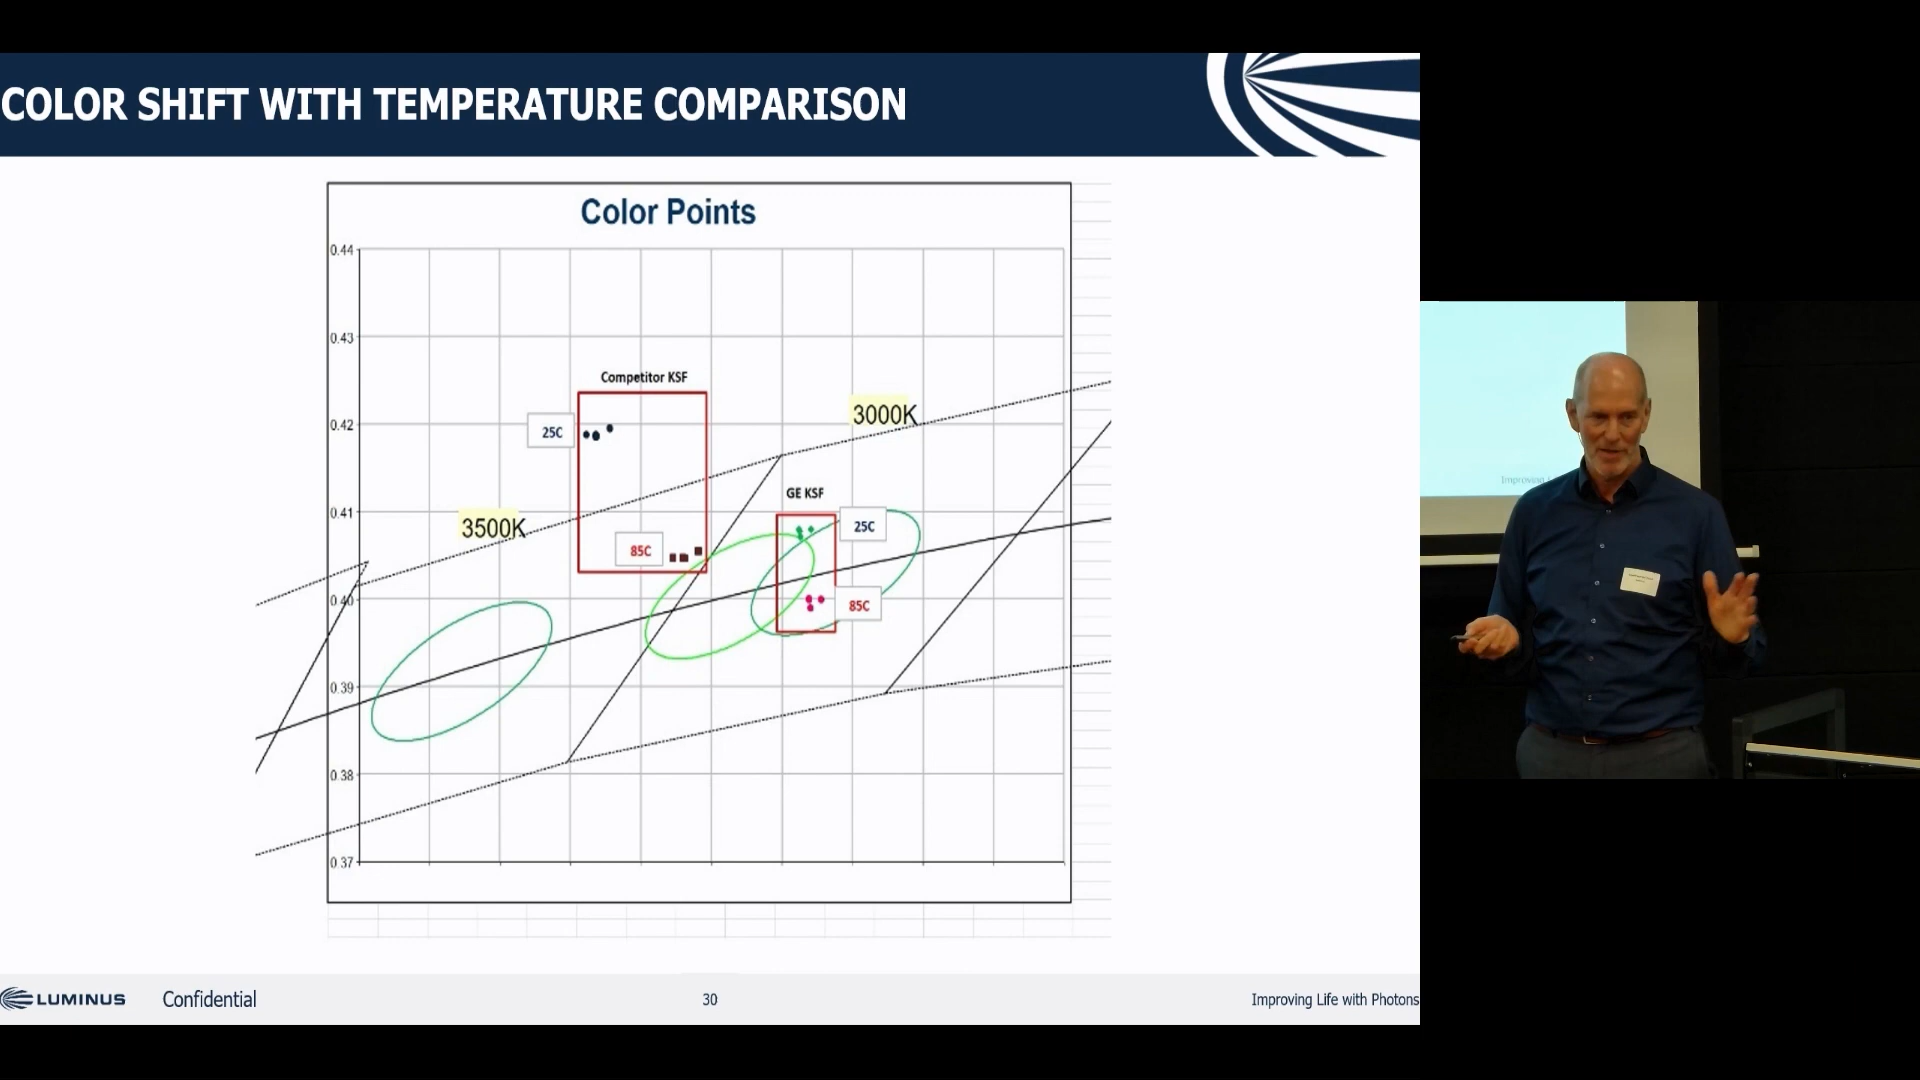 COLOR SHIFT WITH TEMPERATURE COMPARISON
Color Points
0.44
0.43
Competitor KSF
3000K
0.42
25C
GE KSF
0.41
3500K
25C
85C
0.40
85C
0.39
0.38
0.37
LUMINUS
Confidential
30
Improving Life with Photons
Improving